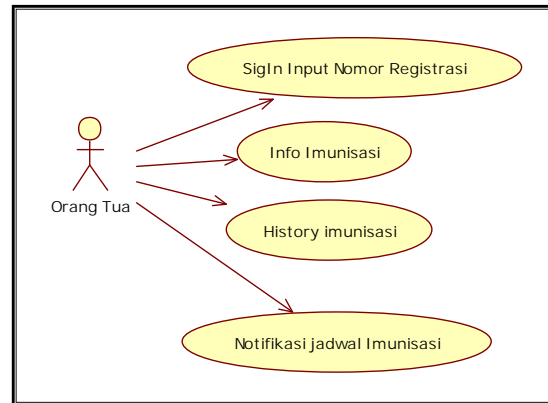 SigIn Input Nomor Registrasi
Info Imunisasi
Orang Tua
History imunisasi
Notifikasi jadwal Imunisasi